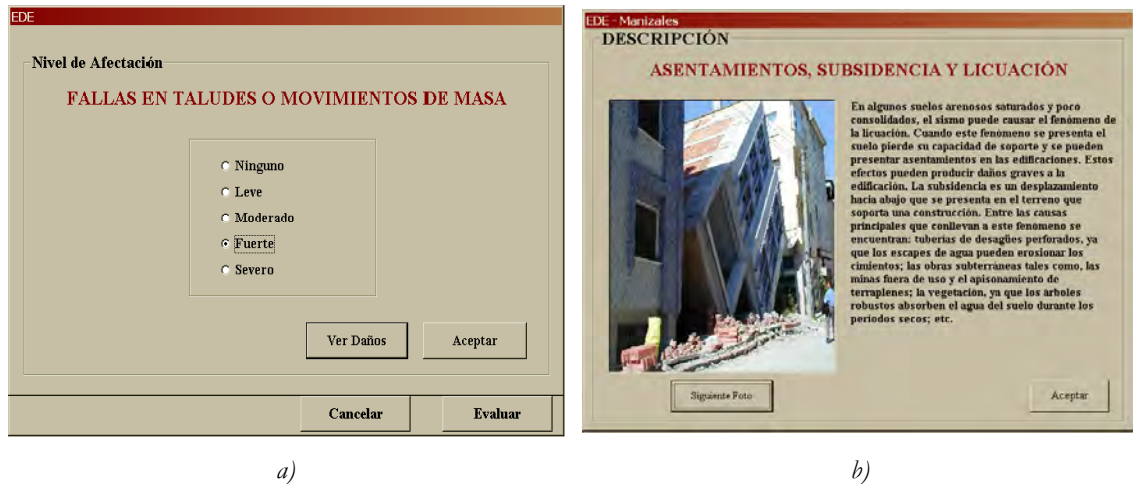 EDE
Nivel de Afectación
FALLAS EN TALUDES O MOVIMIENTOS DE MASA
Ninguno
Leve
Moderado
Fuerte
Severo
Ver Daños
Aceptar
Cancelar
Evaluar
a)
EDE - Manizales
DESCRIPCIÓN
ASENTAMIENTOS, SUBSIDENCIA Y LICUACIÓN
En algunos suelos arenosos saturados y poco
consolidados, el sismo puede causar el fenómeno de
la licuación. Cuando este fenómeno se presenta el
suelo pierde su capacidad de soporte y se pueden
presentar asentamientos en las edificaciones. Estos
efectos pueden producir daños graves a la
edificación. La subsidencia es un desplazamiento
hacia abajo que se presenta en el terreno que
soporta una construcción. Entre las causas
principales que conllevan a este fenomeno se
encuentran: tuberías de desagües perforados, ya
que los escapes de agua pueden erosionar los
cimientos; las obras subterráneas tales como, las
minas fuera de uso y el apisonamiento de
terraplenes; la vegetación, ya que los árboles
robustos absorben el agua del suelo durante los
períodos secos; etc.
Siguiente Foto
Aceptar
b)